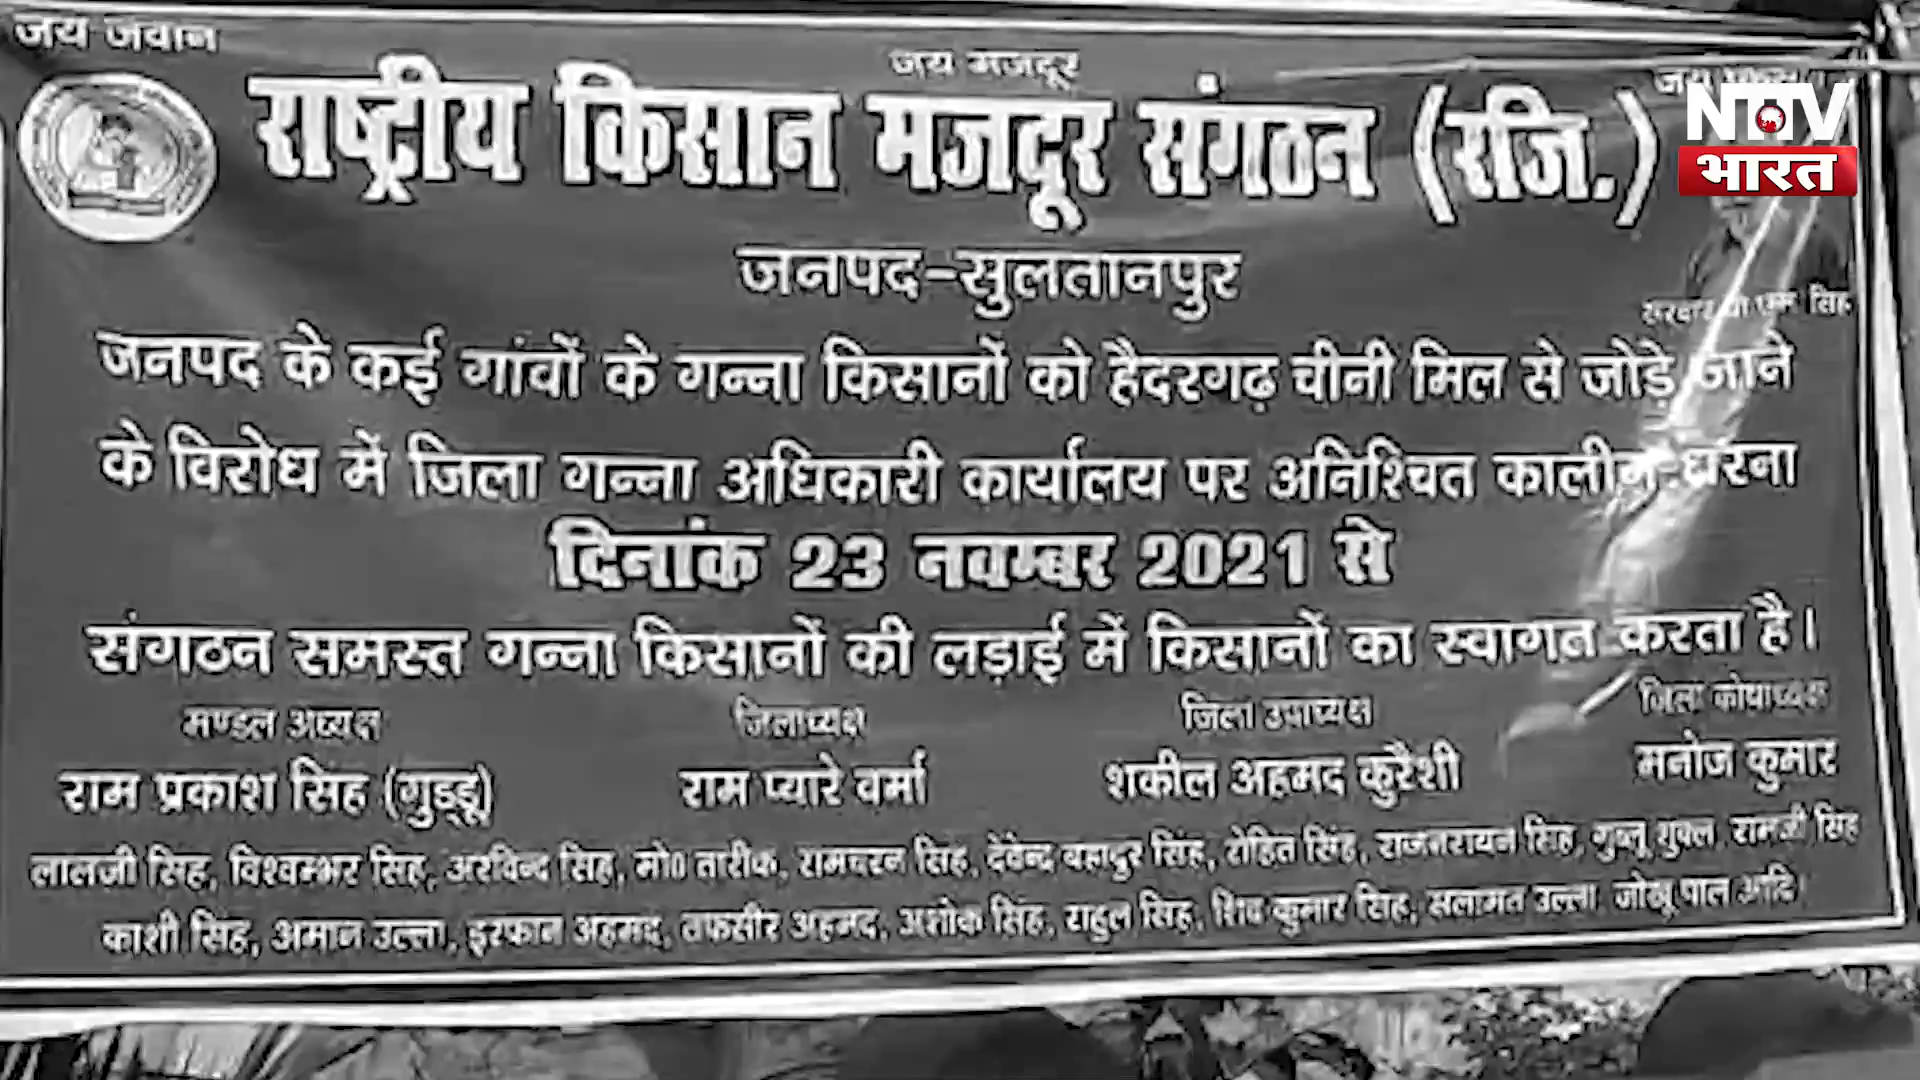 जय जवान
जय मजदूर
राष्ट्रीय किसान मजदूर संगठन (रजि.)
NDTV
भारत
जनपद-सुलतानपुर
सिंह
जनपद के कई गांवों के गन्ना किसानों को हैदरगढ़ चीनी मिल से जोड़े जाने
के विरोध में जिला गन्ना अधिकारी कार्यालय पर अनिश्चित कालीन धरना
दिनांक 23 नवम्बर 2021 से
संगठन समस्त गन्ना किसानों की लड़ाई में किसानों का स्वागत करता है।
मण्डल अध्यक्ष जिलाध्यक्ष जिला उपाध्यक्ष जिला कोषाध्यक्ष
राम प्रकाश सिंह (गुड्डू) राम प्यारे वर्मा शकील अहमद कुरैशी मनोज कुमार
लालजी सिंह, विश्वम्भर सिंह, अरविन्द सिंह, मो0 तारीक, रामचरन सिंह, देवेन्द बहादुर सिंह, रोहित सिंह, राजनरायन सिंह, गुब्लू शुक्ल, रामजी सिंह
काशी सिंह, अमान उल्ला, इरफान अहमद, तफसीर अहमद, अशोक सिंह, राहुल सिंह, शिव कुमार सिंह, सलामत उल्ला जोखू पाल आदि।